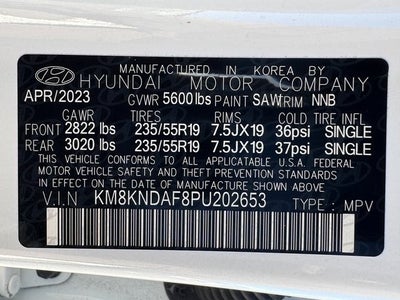 MANUFACTURED IN KOREA BY
HYUNDAI MOTOR COMPANY
APR/2023 GVWR 5600 lbs PAINT SAW TRIM NNB
GAWR TIRES RIMS COLD TIRE INFL
FRONT 2822 lbs 235/55R19 7.5JX19 36psi SINGLE
REAR 3020 lbs 235/55R19 7.5JX19 37psi SINGLE
THIS VEHICLE CONFORMS TO ALL APPLICABLE U.S.A. FEDERAL
MOTOR VEHICLE SAFETY, BUMPER, AND THEFT PREVENTION
STANDARDS IN EFFECT ON THE DATE OF MANUFACTURE SHOWN ABOVE.
V.I.N KM8KNDAF8PU202653 TYPE : MPV